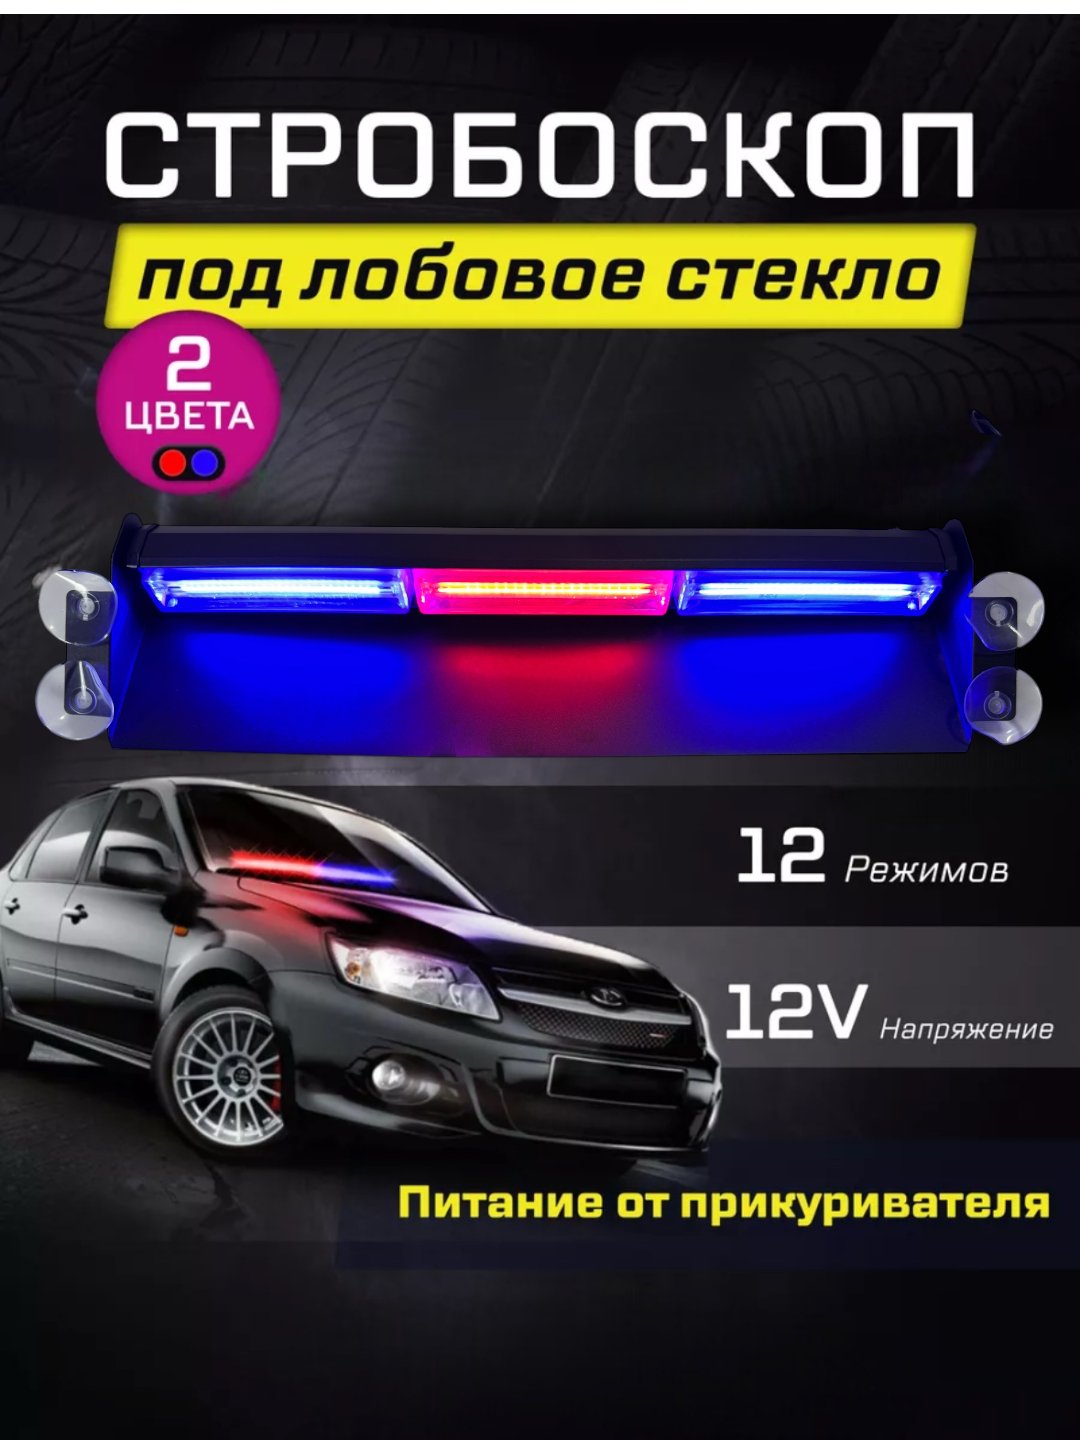 СТРОБОСКОП
под лобовое стекло
2
ЦВЕТА
12 Режимов
12V Напряжение
Питание от прикуривателя